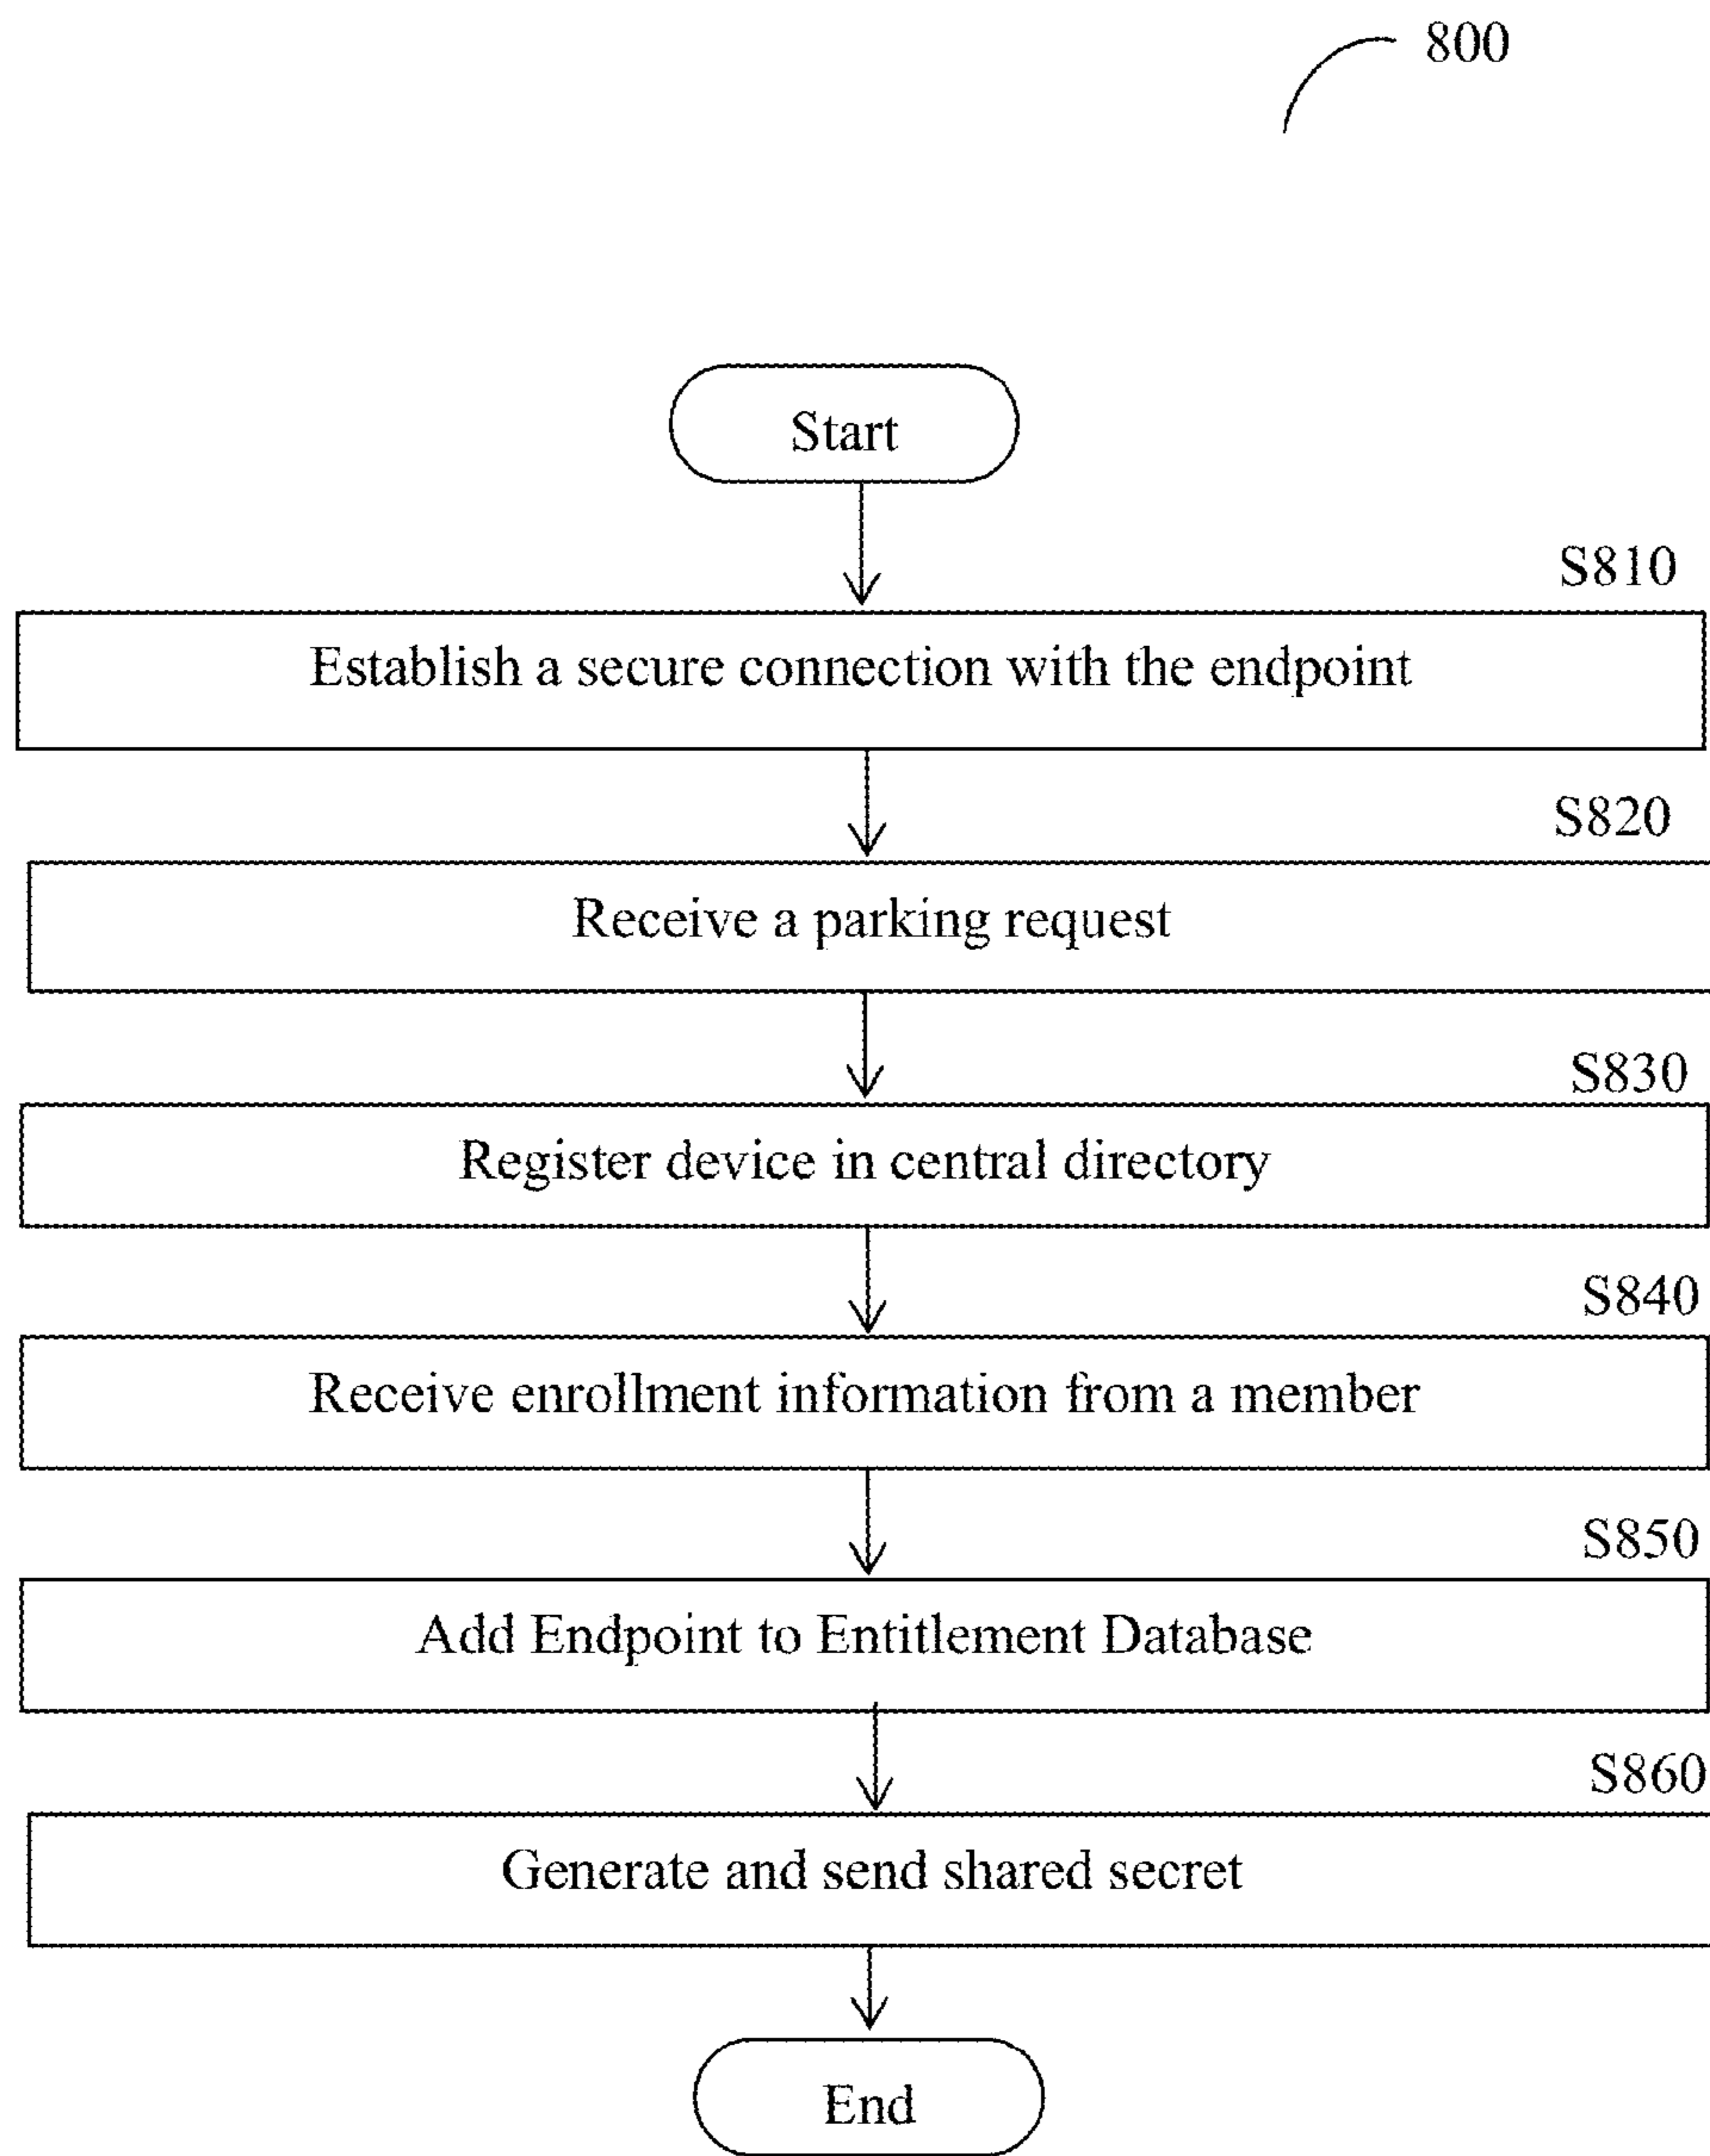 800
Start
S810
Establish a secure connection with the endpoint
S820
Receive a parking request
S830
Register device in central directory
S840
Receive enrollment information from a member
S850
Add Endpoint to Entitlement Database
S860
Generate and send shared secret
End